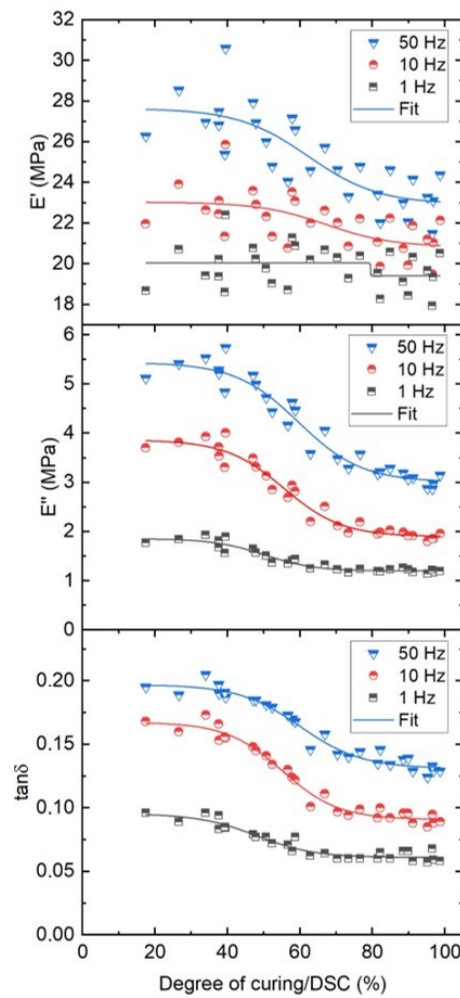 32
30
28
26
24
22
20
18
E' (MPa)
50 Hz
10 Hz
1 Hz
Fit
6
5
4
3
2
1
0
E'' (MPa)
50 Hz
10 Hz
1 Hz
Fit
0.20
0.15
0.10
0.05
0.00
tanδ
50 Hz
10 Hz
1 Hz
Fit
0 20 40 60 80 100
Degree of curing/DSC (%)